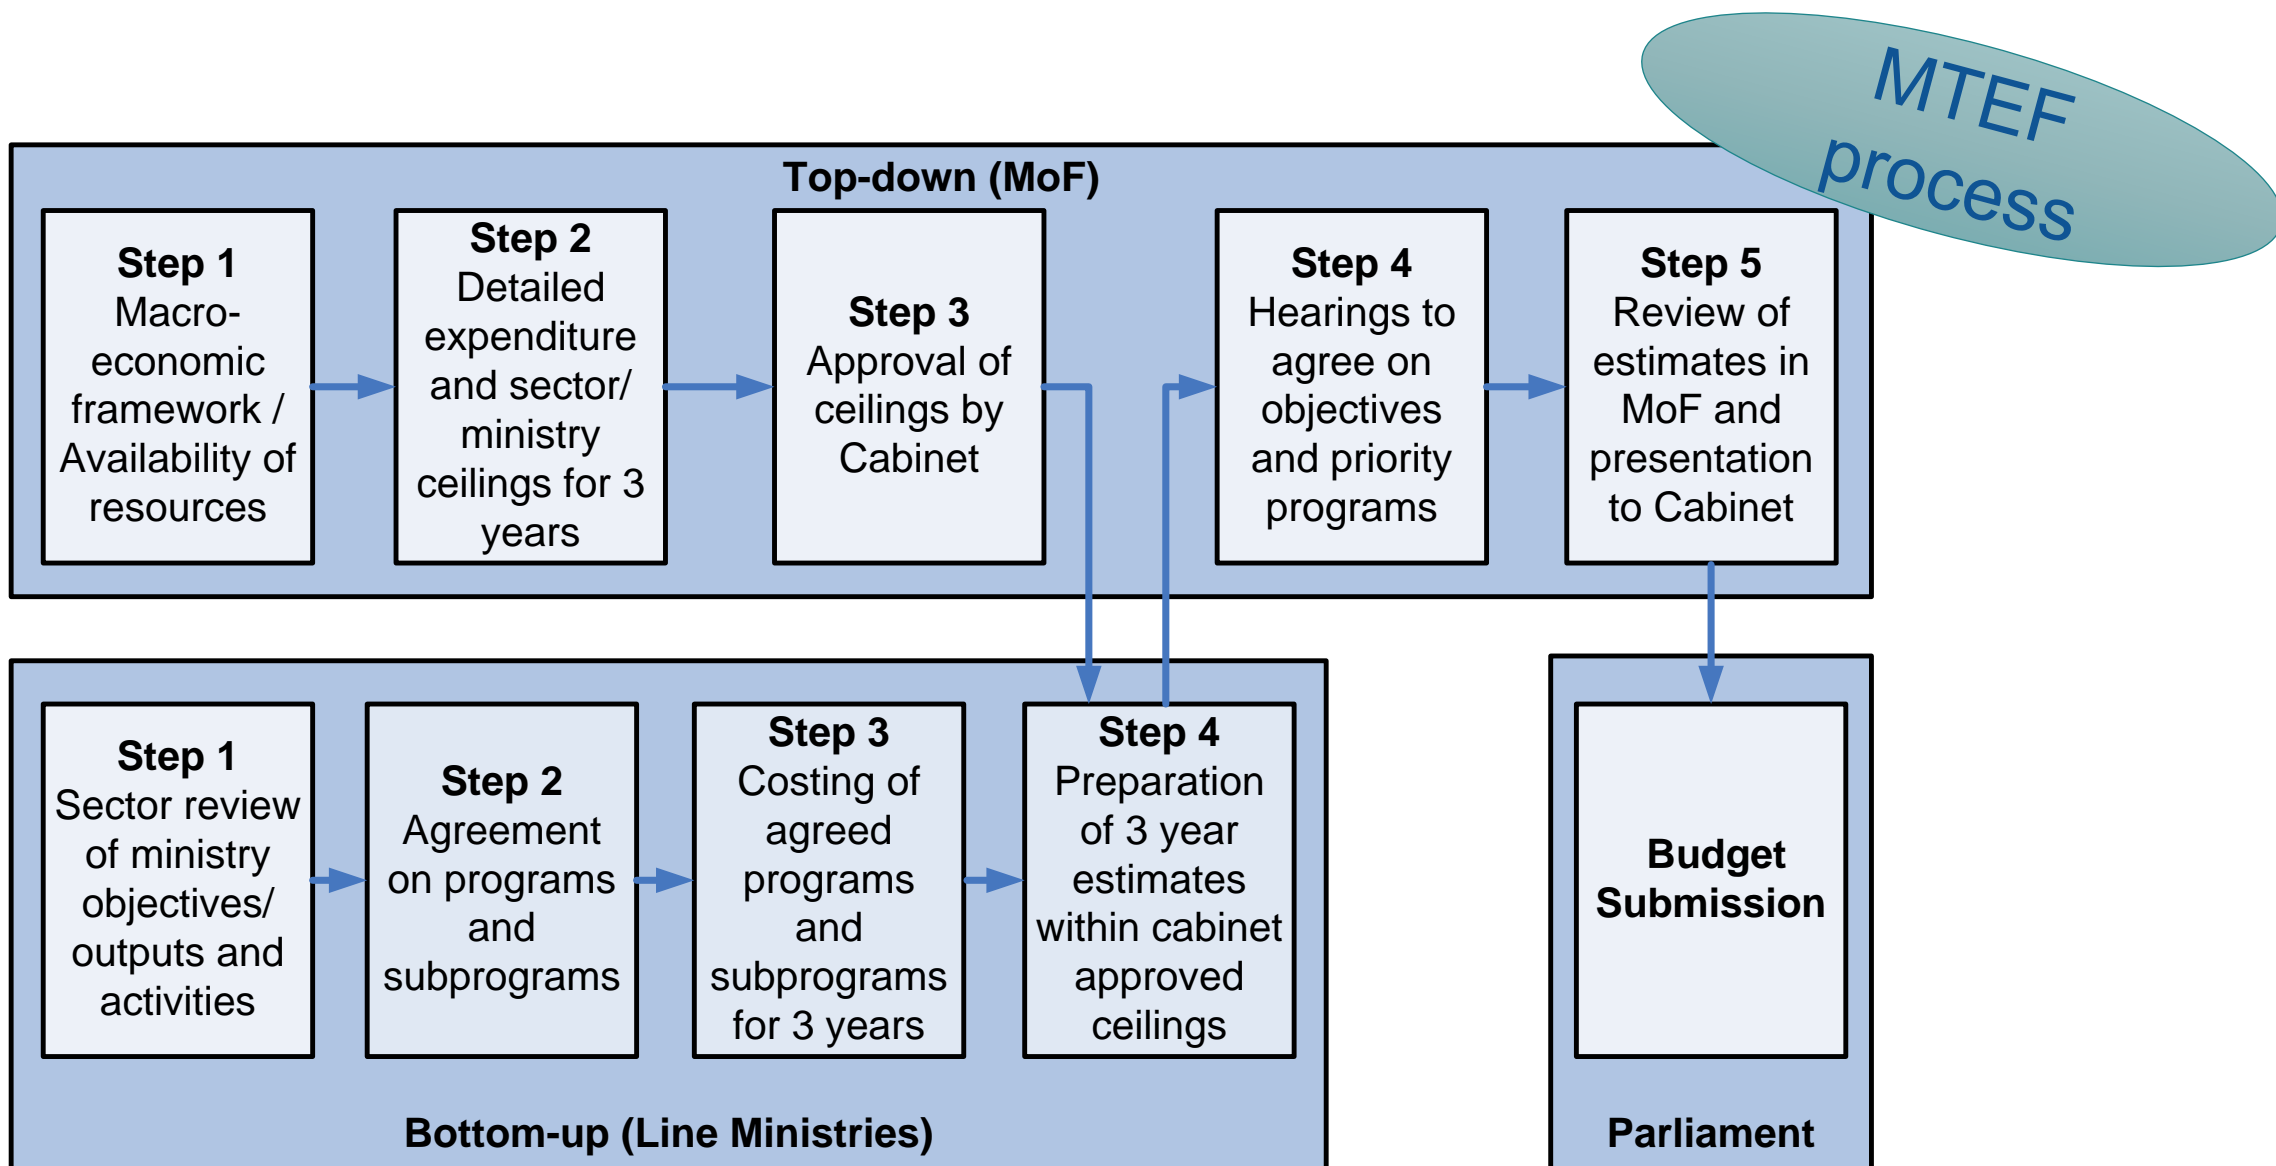 MTEF
process
Top-down (MoF)
Step 1
Macro-
economic
framework /
Availability of
resources
Step 2
Detailed
expenditure
and sector/
ministry
ceilings for 3
years
Step 3
Approval of
ceilings by
Cabinet
Step 4
Hearings to
agree on
objectives
and priority
programs
Step 5
Review of
estimates in
MoF and
presentation
to Cabinet
Step 1
Sector review
of ministry
objectives/
outputs and
activities
Step 2
Agreement
on programs
and
subprograms
Step 3
Costing of
agreed
programs
and
subprograms
for 3 years
Step 4
Preparation
of 3 year
estimates
within cabinet
approved
ceilings
Bottom-up (Line Ministries)
Budget
Submission
Parliament